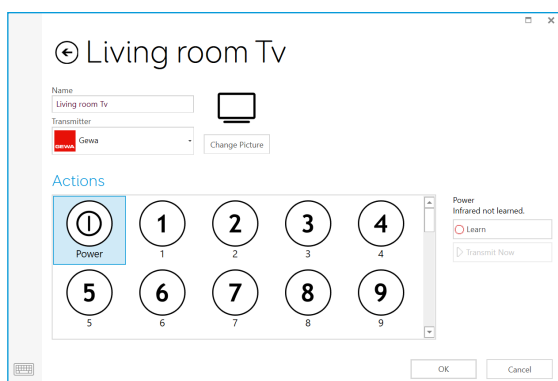 Living room Tv
Name
Living room Tv
Transmitter
GEWA
Gewa
Change Picture
Actions
1 2 3 4
Power 1 2 3 4
5 6 7 8 9
5 6 7 8 9
Power
Infrared not learned.
Learn
Transmit Now
OK Cancel